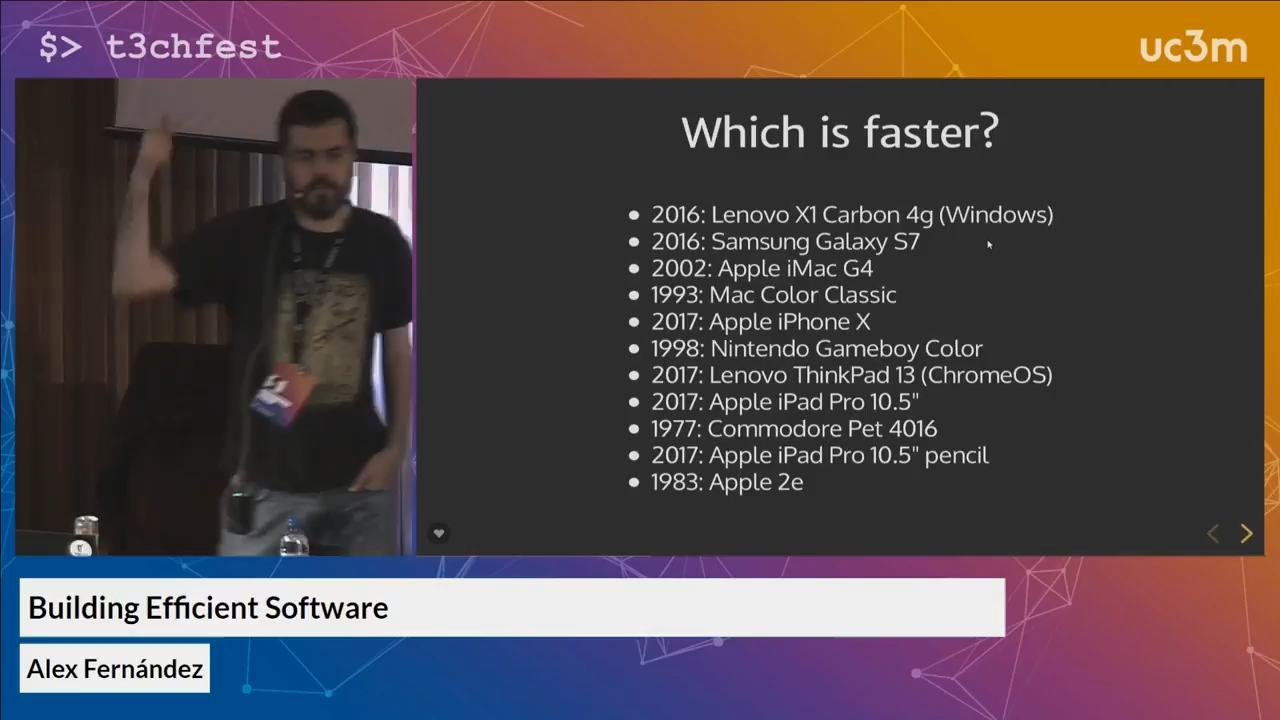 $> t3chfest
uc3m
Which is faster?
2016: Lenovo X1 Carbon 4g (Windows)
2016: Samsung Galaxy S7
2002: Apple iMac G4
1993: Mac Color Classic
2017: Apple iPhone X
1998: Nintendo Gameboy Color
2017: Lenovo ThinkPad 13 (ChromeOS)
2017: Apple iPad Pro 10.5"
1977: Commodore Pet 4016
2017: Apple iPad Pro 10.5" pencil
1983: Apple 2e
Building Efficient Software
Alex Fernández